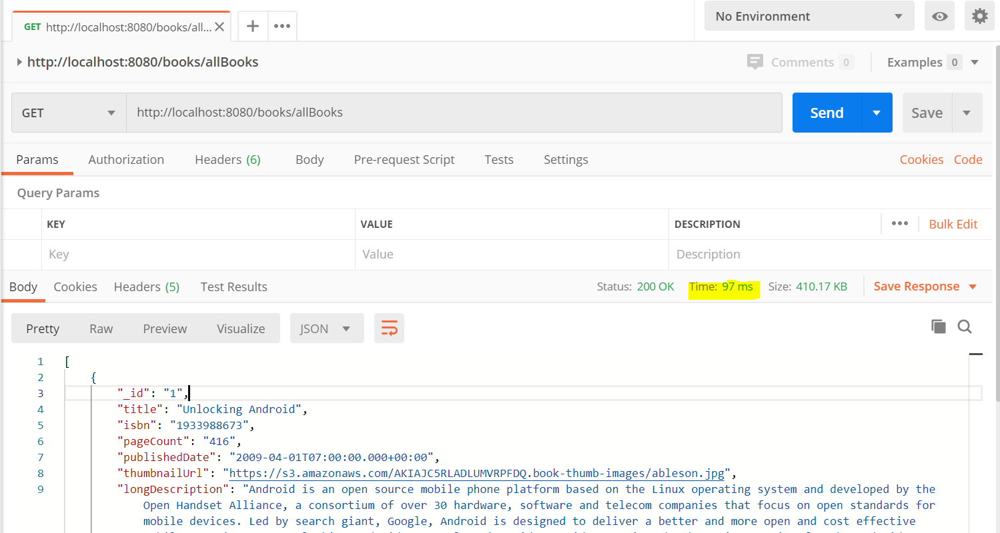 GET http://localhost:8080/books/all...
No Environment
http://localhost:8080/books/allBooks
Comments 0
Examples 0
GET
http://localhost:8080/books/allBooks
Send
Save
Params Authorization Headers (6) Body Pre-request Script Tests Settings Cookies Code
Query Params
KEY VALUE DESCRIPTION Bulk Edit
Key Value Description
Body Cookies Headers (5) Test Results Status: 200 OK Time: 97 ms Size: 410.17 KB Save Response
Pretty Raw Preview Visualize JSON
1 [
2 {
3 "_id": "1",
4 "title": "Unlocking Android",
5 "isbn": "1933988673",
6 "pageCount": "416",
7 "publishedDate": "2009-04-01T07:00:00.000+00:00",
8 "thumbnailUrl": "https://s3.amazonaws.com/AKIAJC5RLADLUMVRPFDQ.book-thumb-images/ableson.jpg",
9 "longDescription": "Android is an open source mobile phone platform based on the Linux operating system and developed by the
Open Handset Alliance, a consortium of over 30 hardware, software and telecom companies that focus on open standards for
mobile devices. Led by search giant, Google, Android is designed to deliver a better and more open and cost effective